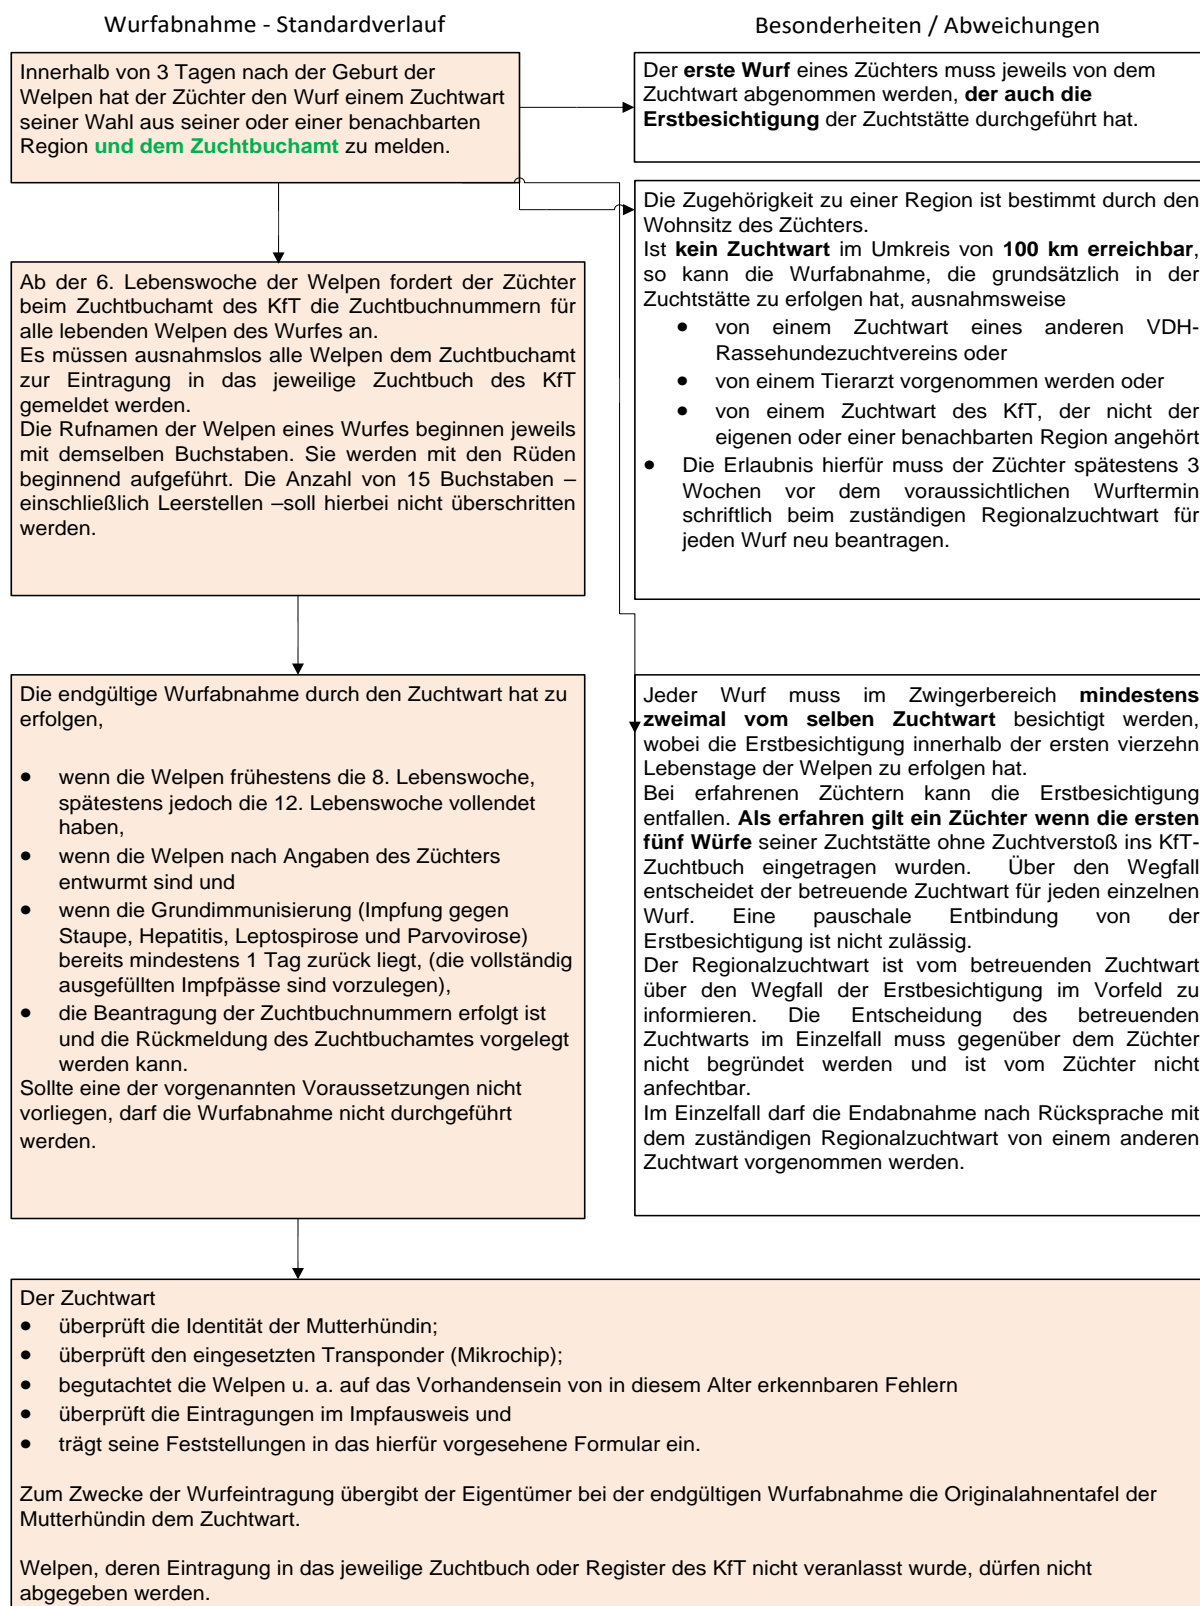 Wurfabnahme - Standardverlauf
Innerhalb von 3 Tagen nach der Geburt der
Welpen hat der Züchter den Wurf einem Zuchtwart
seiner Wahl aus seiner oder einer benachbarten
Region und dem Zuchtbuchamt zu melden.
Ab der 6. Lebenswoche der Welpen fordert der Züchter
beim Zuchtbuchamt des KfT die Zuchtbuchnummern für
alle lebenden Welpen des Wurfes an.
Es müssen ausnahmslos alle Welpen dem Zuchtbuchamt
zur Eintragung in das jeweilige Zuchtbuch des KfT
gemeldet werden.
Die Rufnamen der Welpen eines Wurfes beginnen jeweils
mit demselben Buchstaben. Sie werden mit den Rüden
beginnend aufgeführt. Die Anzahl von 15 Buchstaben –
einschließlich Leerstellen –soll hierbei nicht überschritten
werden.
Die endgültige Wurfabnahme durch den Zuchtwart hat zu
erfolgen,
• wenn die Welpen frühestens die 8. Lebenswoche,
spätestens jedoch die 12. Lebenswoche vollendet
haben,
• wenn die Welpen nach Angaben des Züchters
entwurmt sind und
• wenn die Grundimmunisierung (Impfung gegen
Staupe, Hepatitis, Leptospirose und Parvovirose)
bereits mindestens 1 Tag zurück liegt, (die vollständig
ausgefüllten Impfpässe sind vorzulegen),
• die Beantragung der Zuchtbuchnummern erfolgt ist
und die Rückmeldung des Zuchtbuchamtes vorgelegt
werden kann.
Sollte eine der vorgenannten Voraussetzungen nicht
vorliegen, darf die Wurfabnahme nicht durchgeführt
werden.
Besonderheiten / Abweichungen
Der erste Wurf eines Züchters muss jeweils von dem
Zuchtwart abgenommen werden, der auch die
Erstbesichtigung der Zuchtstätte durchgeführt hat.
Die Zugehörigkeit zu einer Region ist bestimmt durch den
Wohnsitz des Züchters.
Ist kein Zuchtwart im Umkreis von 100 km erreichbar,
so kann die Wurfabnahme, die grundsätzlich in der
Zuchtstätte zu erfolgen hat, ausnahmsweise
• von einem Zuchtwart eines anderen VDH-
Rassehundezuchtvereins oder
• von einem Tierarzt vorgenommen werden oder
• von einem Zuchtwart des KfT, der nicht der
eigenen oder einer benachbarten Region angehört
• Die Erlaubnis hierfür muss der Züchter spätestens 3
Wochen vor dem voraussichtlichen Wurftermin
schriftlich beim zuständigen Regionalzuchtwart für
jeden Wurf neu beantragen.
Jeder Wurf muss im Zwingerbereich mindestens
zweimal vom selben Zuchtwart besichtigt werden,
wobei die Erstbesichtigung innerhalb der ersten vierzehn
Lebenstage der Welpen zu erfolgen hat.
Bei erfahrenen Züchtern kann die Erstbesichtigung
entfallen. Als erfahren gilt ein Züchter wenn die ersten
fünf Würfe seiner Zuchtstätte ohne Zuchtverstoß ins KfT-
Zuchtbuch eingetragen wurden. Über den Wegfall
entscheidet der betreuende Zuchtwart für jeden einzelnen
Wurf. Eine pauschale Entbindung von der
Erstbesichtigung ist nicht zulässig.
Der Regionalzuchtwart ist vom betreuenden Zuchtwart
über den Wegfall der Erstbesichtigung im Vorfeld zu
informieren. Die Entscheidung des betreuenden
Zuchtwarts im Einzelfall muss gegenüber dem Züchter
nicht begründet werden und ist vom Züchter nicht
anfechtbar.
Im Einzelfall darf die Endabnahme nach Rücksprache mit
dem zuständigen Regionalzuchtwart von einem anderen
Zuchtwart vorgenommen werden.
Der Zuchtwart
• überprüft die Identität der Mutterhündin;
• überprüft den eingesetzten Transponder (Mikrochip);
• begutachtet die Welpen u. a. auf das Vorhandensein von in diesem Alter erkennbaren Fehlern
• überprüft die Eintragungen im Impfausweis und
• trägt seine Feststellungen in das hierfür vorgesehene Formular ein.
Zum Zwecke der Wurfeintragung übergibt der Eigentümer bei der endgültigen Wurfabnahme die Originalahnentafel der
Mutterhündin dem Zuchtwart.
Welpen, deren Eintragung in das jeweilige Zuchtbuch oder Register des KfT nicht veranlasst wurde, dürfen nicht
abgegeben werden.